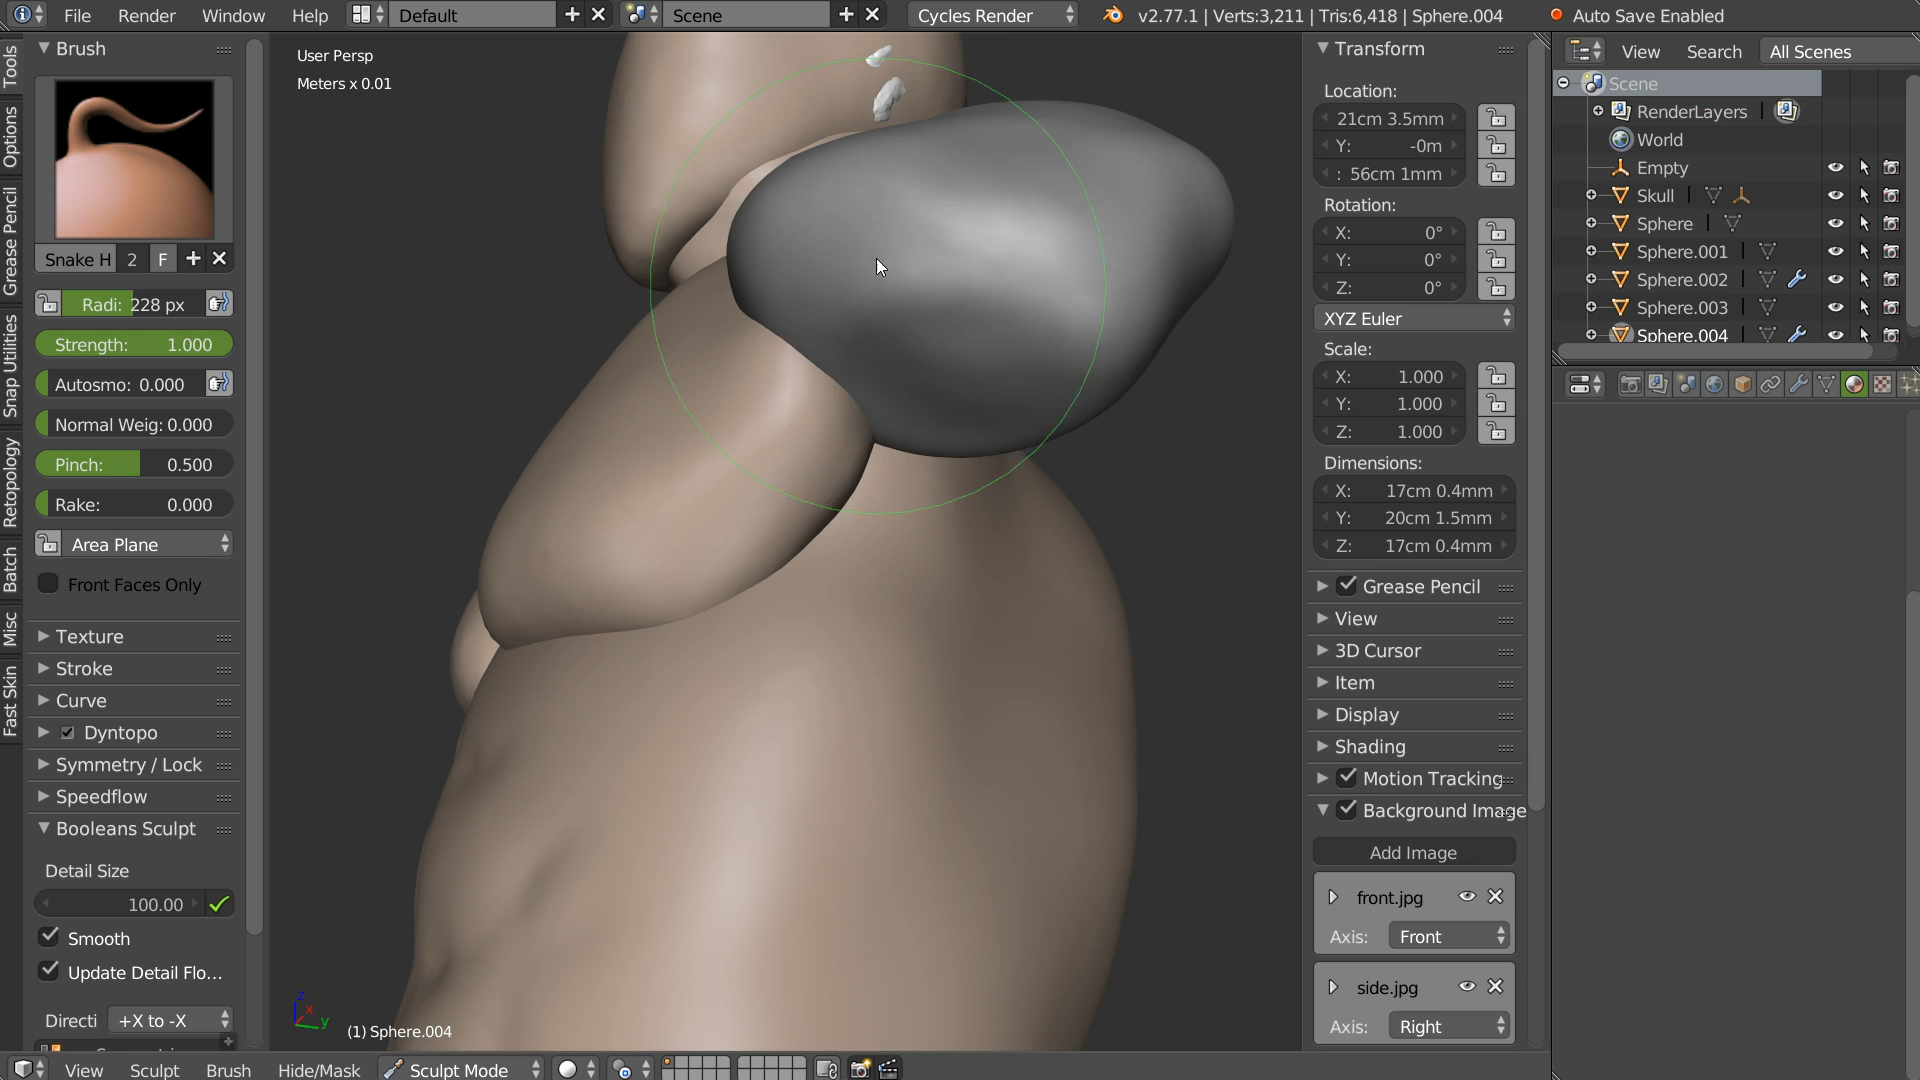 File Render Window Help Default Scene Cycles Render v2.77.1 | Verts:3,211 | Tris:6,418 | Sphere.004 Auto Save Enabled
Tools
Options
Grease Pencil
Snap Utilities
Retopology
Batch
Misc
Fast Skin
Brush
Snake H 2 F
Radi: 228 px
Strength: 1.000
Autosmo: 0.000
Normal Weig: 0.000
Pinch: 0.500
Rake: 0.000
Area Plane
Front Faces Only
Texture
Stroke
Curve
Dyntopo
Symmetry / Lock
Speedflow
Booleans Sculpt
Detail Size
100.00
Smooth
Update Detail Flo...
Directi +X to -X
User Persp
Meters x 0.01
z
x
y
(1) Sphere.004
View Sculpt Brush Hide/Mask Sculpt Mode
Transform
Location:
21cm 3.5mm
Y: -0m
: 56cm 1mm
Rotation:
X: 0°
Y: 0°
Z: 0°
XYZ Euler
Scale:
X: 1.000
Y: 1.000
Z: 1.000
Dimensions:
X: 17cm 0.4mm
Y: 20cm 1.5mm
Z: 17cm 0.4mm
Grease Pencil
View
3D Cursor
Item
Display
Shading
Motion Tracking
Background Image
Add Image
front.jpg
Axis: Front
side.jpg
Axis: Right
View Search All Scenes
Scene
RenderLayers
World
Empty
Skull
Sphere
Sphere.001
Sphere.002
Sphere.003
Sphere.004